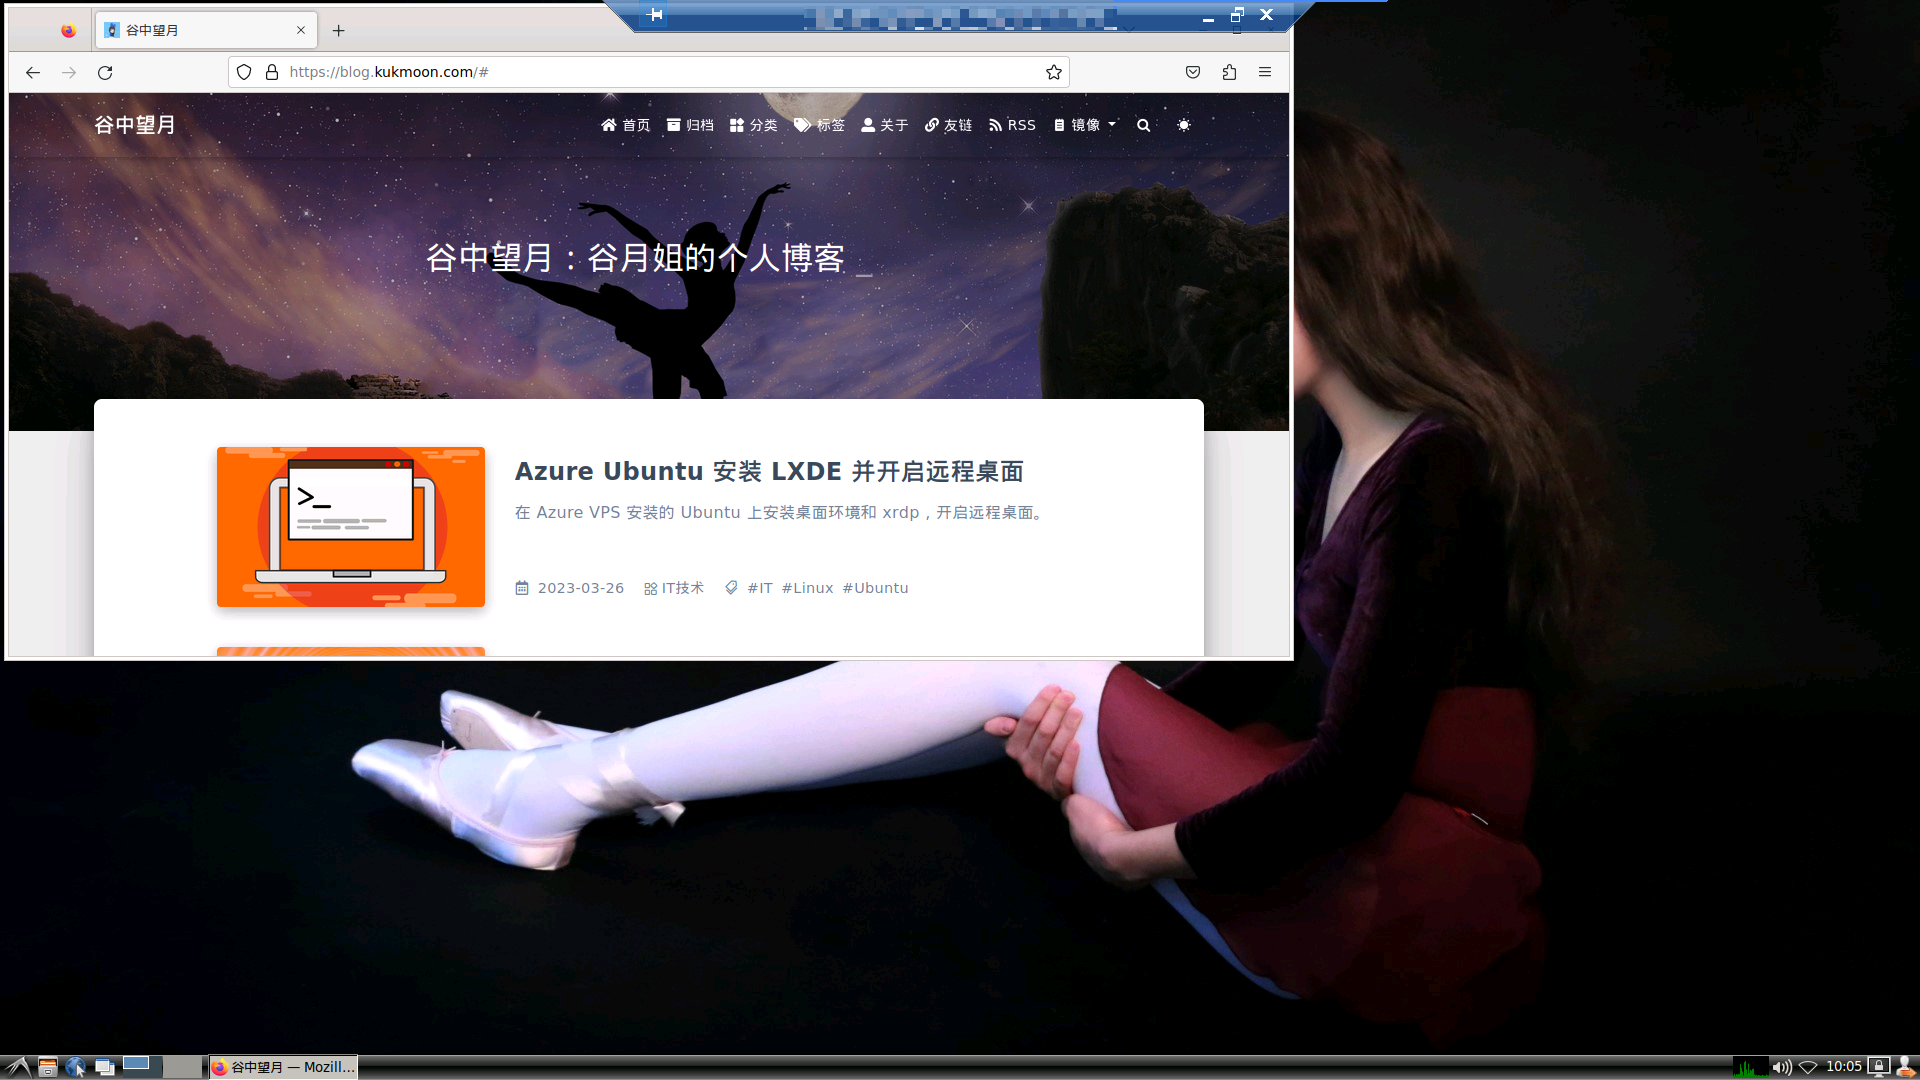 谷中望月
https://blog.kukmoon.com/#
谷中望月
首页 归档 分类 标签 关于 友链 RSS 镜像
谷中望月：谷月姐的个人博客 _
>_
Azure Ubuntu 安装 LXDE 并开启远程桌面
在 Azure VPS 安装的 Ubuntu 上安装桌面环境和 xrdp，开启远程桌面。
2023-03-26 IT技术 #IT #Linux #Ubuntu
谷中望月 — Mozill...
10:05